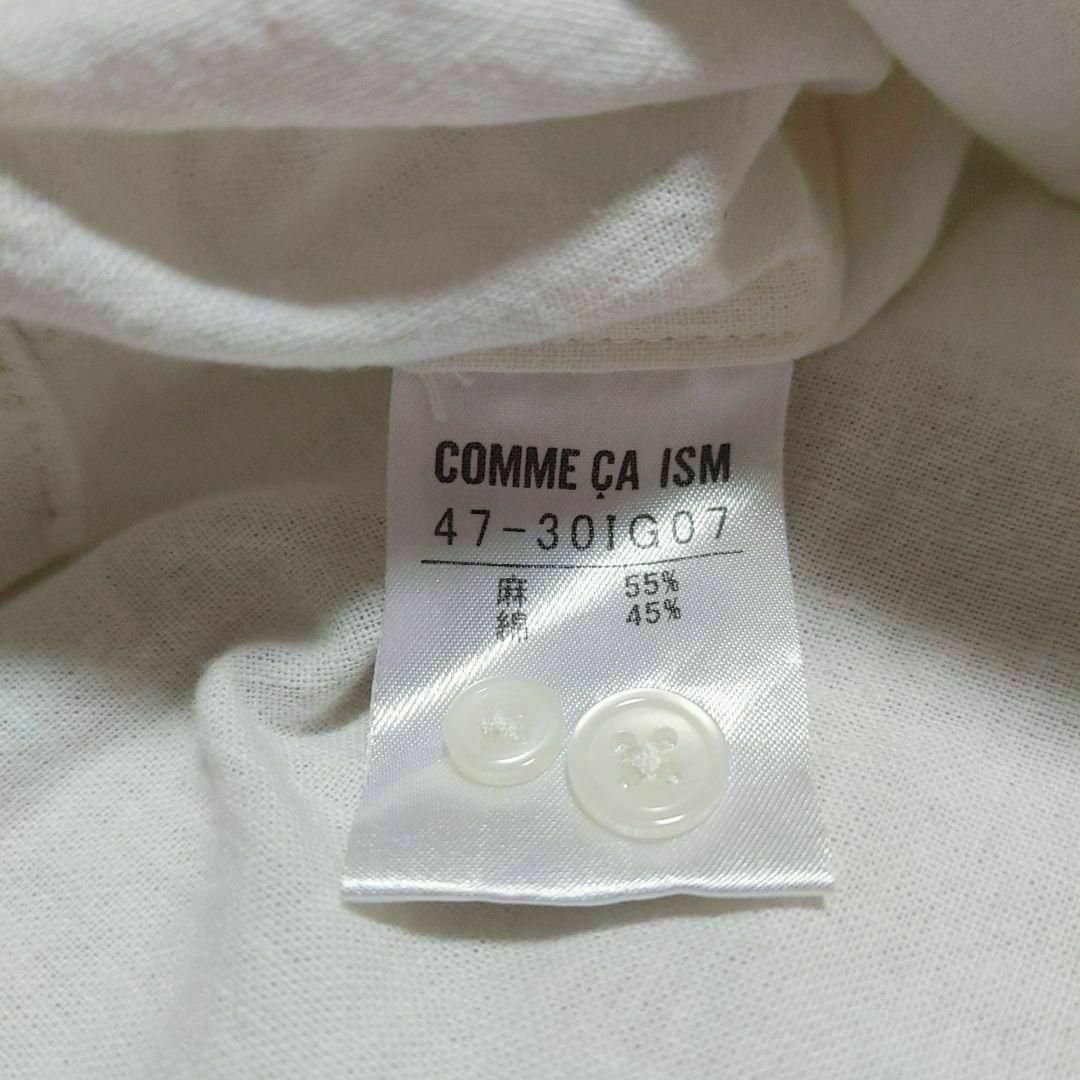 COMME ÇA ISM
47-30IG07
麻 55%
綿 45%